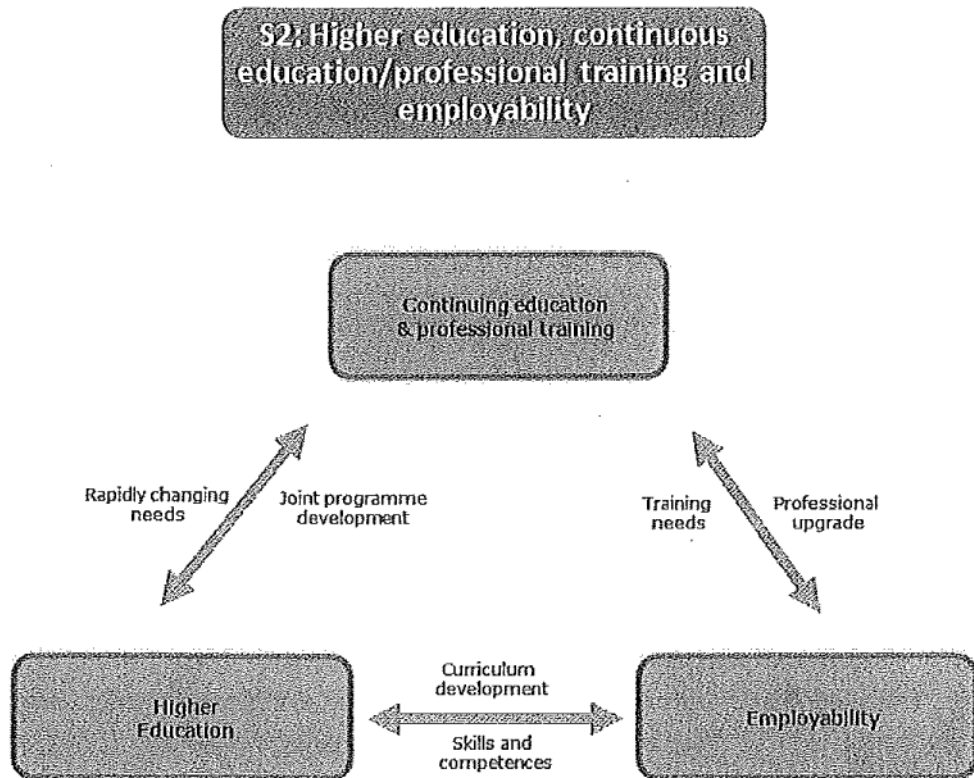 S2: Higher education, continuous
education/professional training and
employability
Continuing education
& professional training
Rapidly changing
needs
Joint programme
development
Training
needs
Professional
upgrade
Higher
Education
Curriculum
development
Skills and
competences
Employability